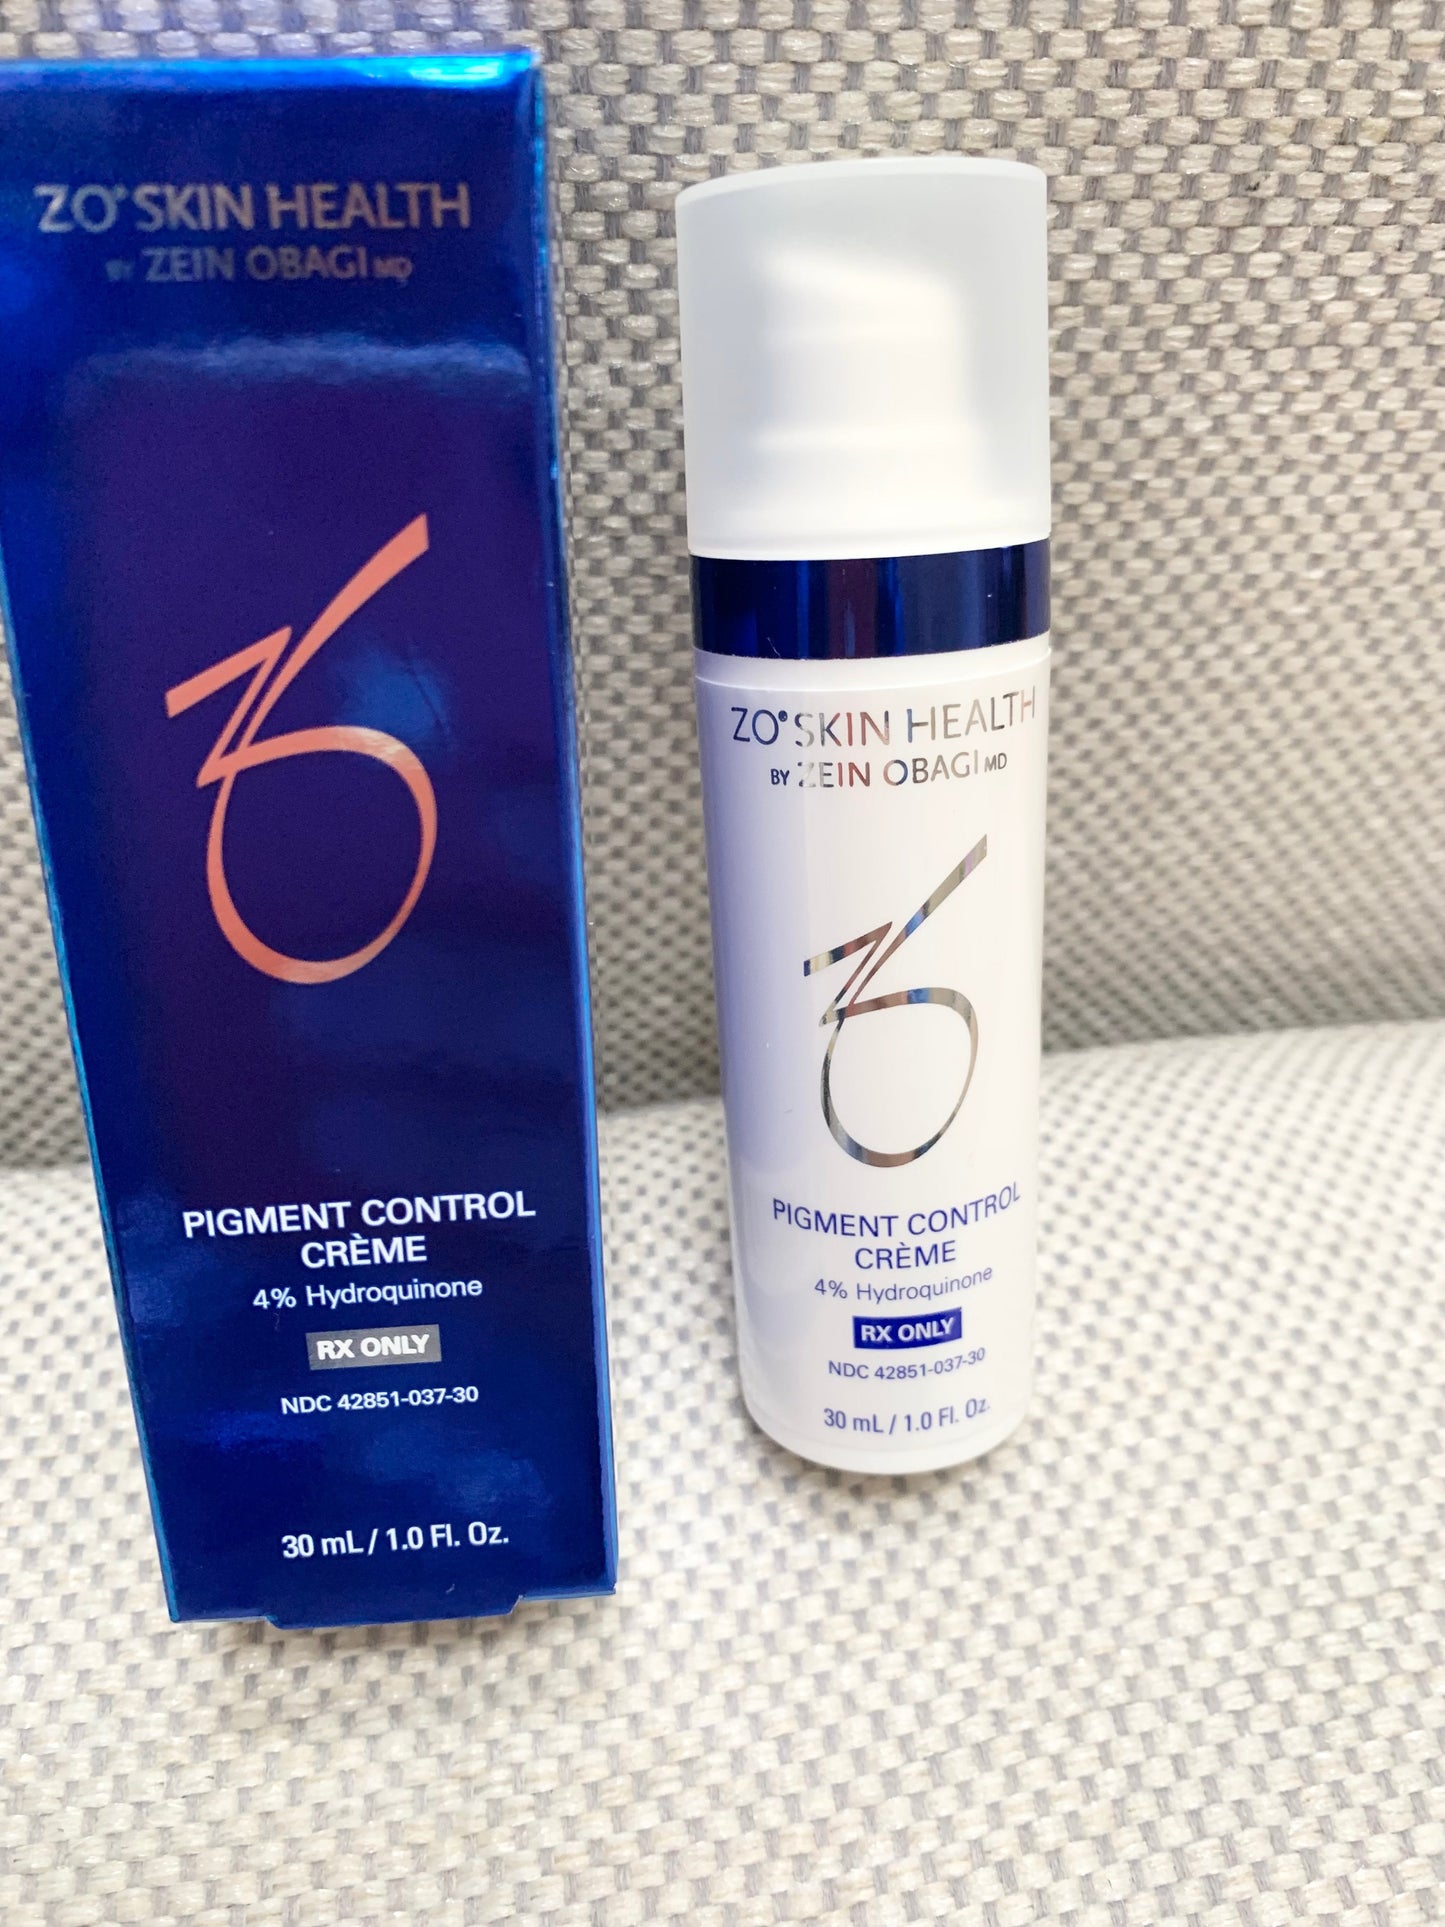 ZO® SKIN HEALTH
BY ZEIN OBAGI MD
PIGMENT CONTROL
CRÈME
4% Hydroquinone
RX ONLY
NDC 42851-037-30
30 mL / 1.0 Fl. Oz.
ZO® SKIN HEALTH
BY ZEIN OBAGI MD
PIGMENT CONTROL
CRÈME
4% Hydroquinone
RX ONLY
NDC 42851-037-30
30 mL / 1.0 Fl. Oz.